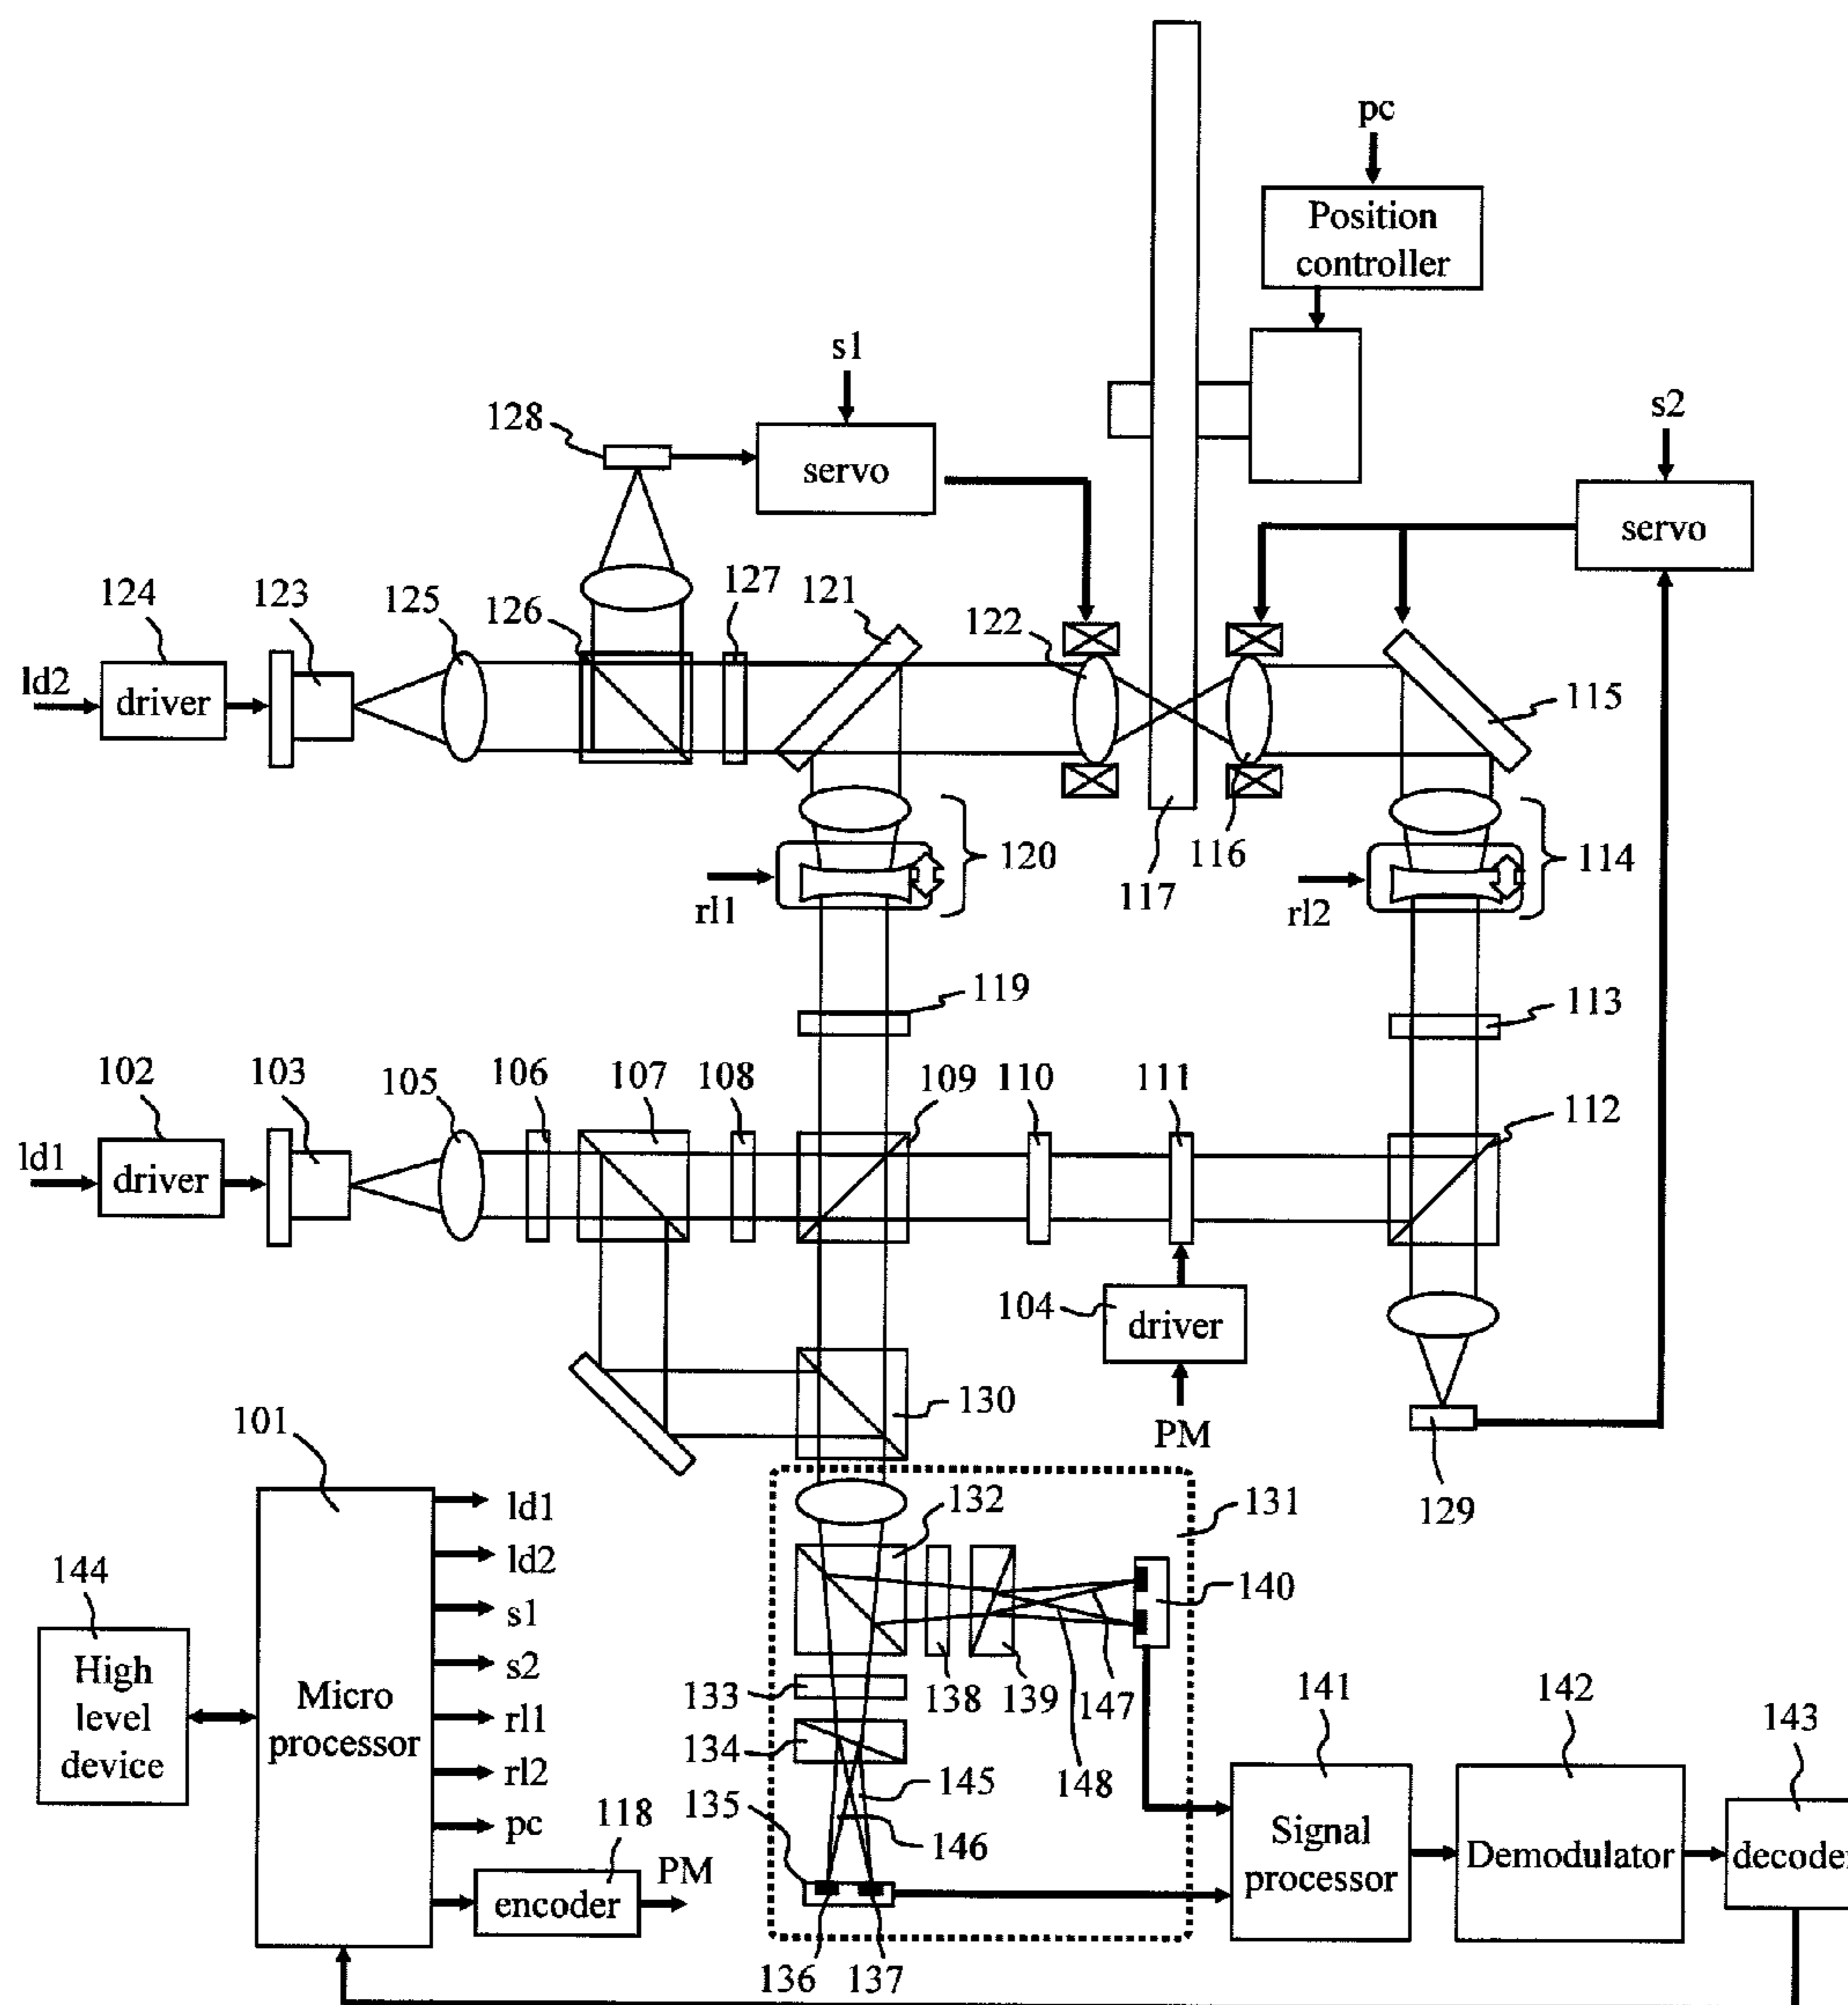 pc
Position
controller
s1
s2
128
servo
servo
124
123
125
126
127
121
122
ld2
driver
115
120
116
114
117
rl1
rl2
119
113
102
103
105
106
107
108
109
110
111
112
ld1
driver
104
driver
130
PM
129
101
132
131
ld1
ld2
144
s1
140
High
level
device
Micro
processor
s2
133
138
139
147
141
142
143
rl1
134
148
rl2
145
135
pc
118
146
Signal
processor
Demodulator
decoder
PM
encoder
136
137